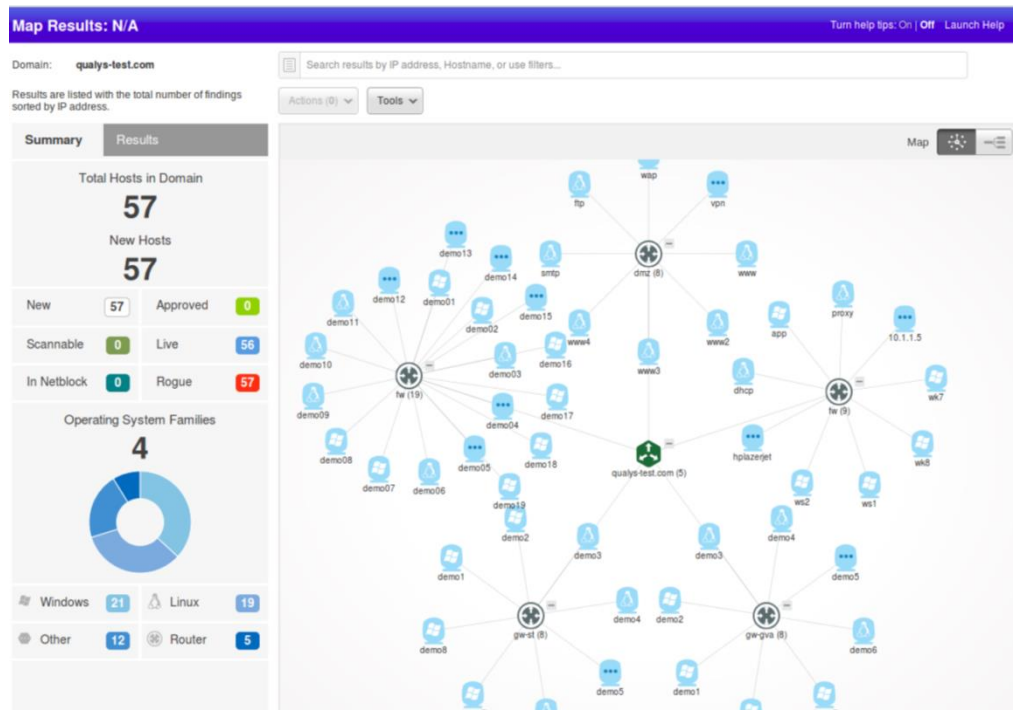 Map Results: N/A
Turn help tips: On | Off Launch Help
Domain: qualys-test.com
Search results by IP address, Hostname, or use filters...
Results are listed with the total number of findings
sorted by IP address.
Actions (0)
Tools
Summary
Results
Map
Total Hosts in Domain
57
New Hosts
57
New 57
Approved 0
Scannable 0
Live 56
In Netblock 0
Rogue 57
Operating System Families
4
Windows 21
Linux 19
Other 12
Router 5
wap
ftp
vpn
smtp
dmz (8)
www
www4
www3
www2
demo13
demo14
demo12
demo01
demo15
demo11
demo02
demo10
demo03
demo16
fw (19)
demo09
demo04
demo17
demo08
demo05
demo18
demo07
demo06
demo19
proxy
app
10.1.1.5
dhcp
wk7
fw (9)
hplazerjet
wk8
ws2
ws1
qualys-test.com (5)
demo2
demo3
demo1
demo4
gw-st (8)
demo8
demo5
demo3
demo4
demo5
demo2
gw-gva (8)
demo6
demo1